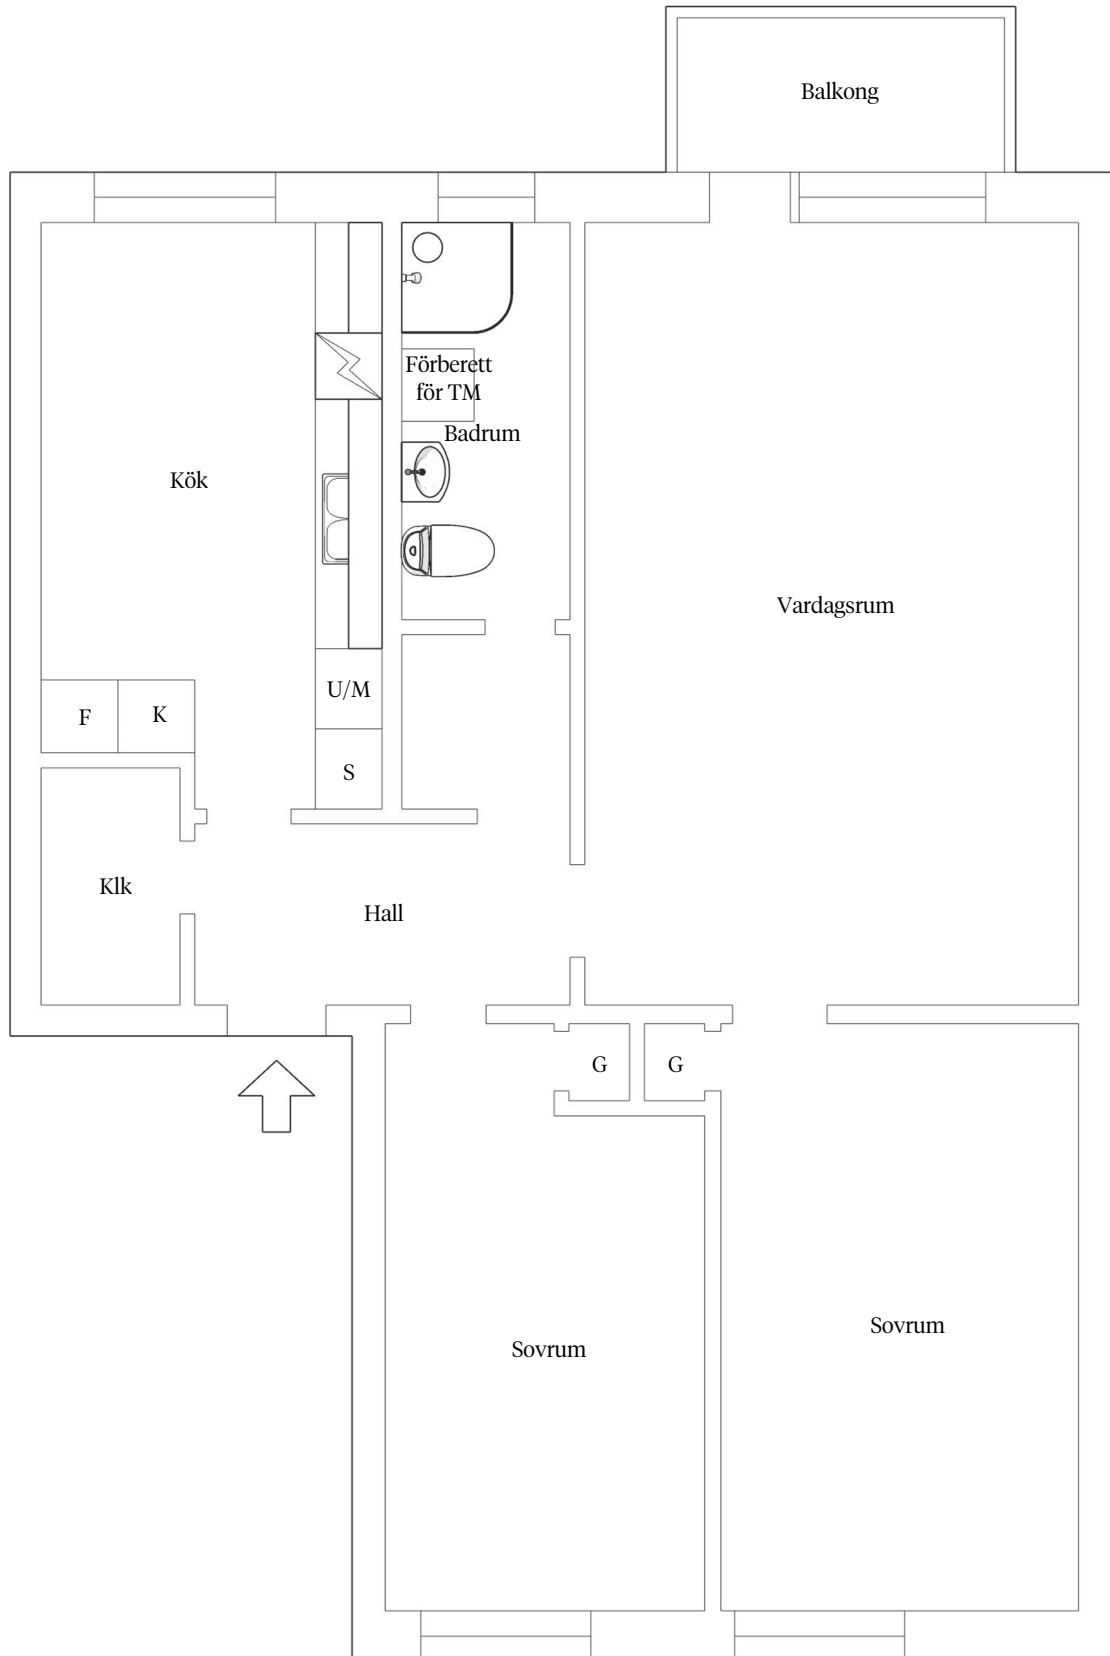 Balkong
Förberett
för TM
Badrum
Kök
Vardagsrum
U/M
F
K
S
Klk
Hall
G
G
Sovrum
Sovrum